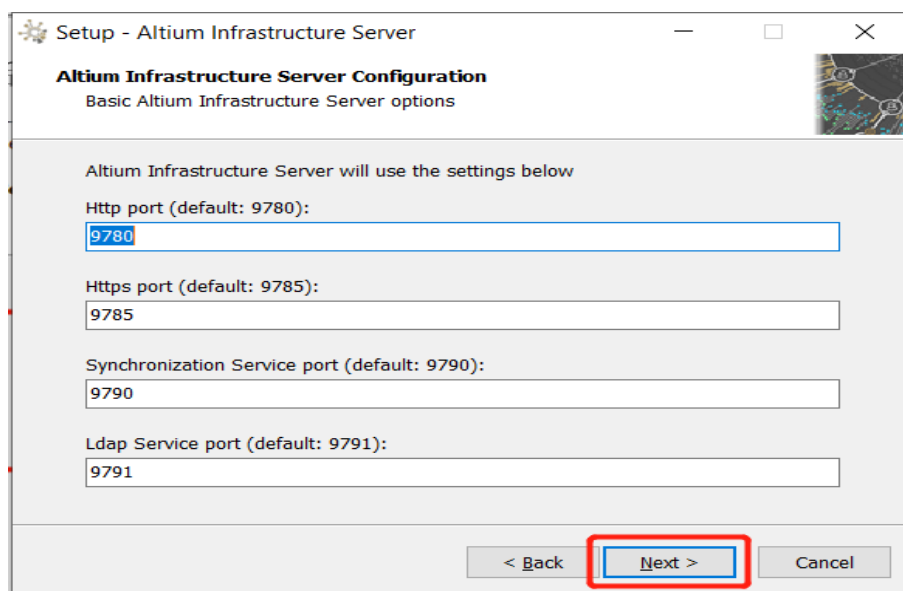 Setup - Altium Infrastructure Server
Altium Infrastructure Server Configuration
Basic Altium Infrastructure Server options
Altium Infrastructure Server will use the settings below
Http port (default: 9780):
9780
Https port (default: 9785):
9785
Synchronization Service port (default: 9790):
9790
Ldap Service port (default: 9791):
9791
< Back Next > Cancel